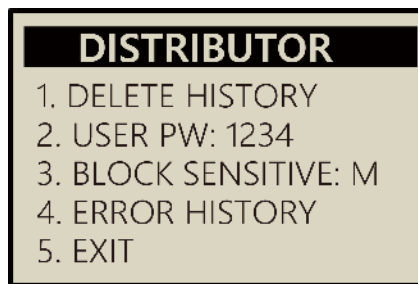 DISTRIBUTOR
1. DELETE HISTORY
2. USER PW: 1234
3. BLOCK SENSITIVE: M
4. ERROR HISTORY
5. EXIT